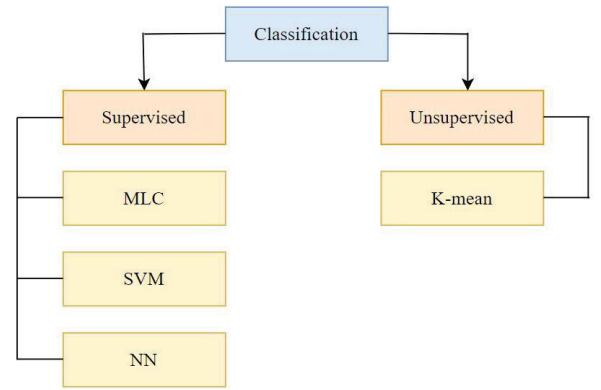 Classification
Supervised
Unsupervised
MLC
K-mean
SVM
NN